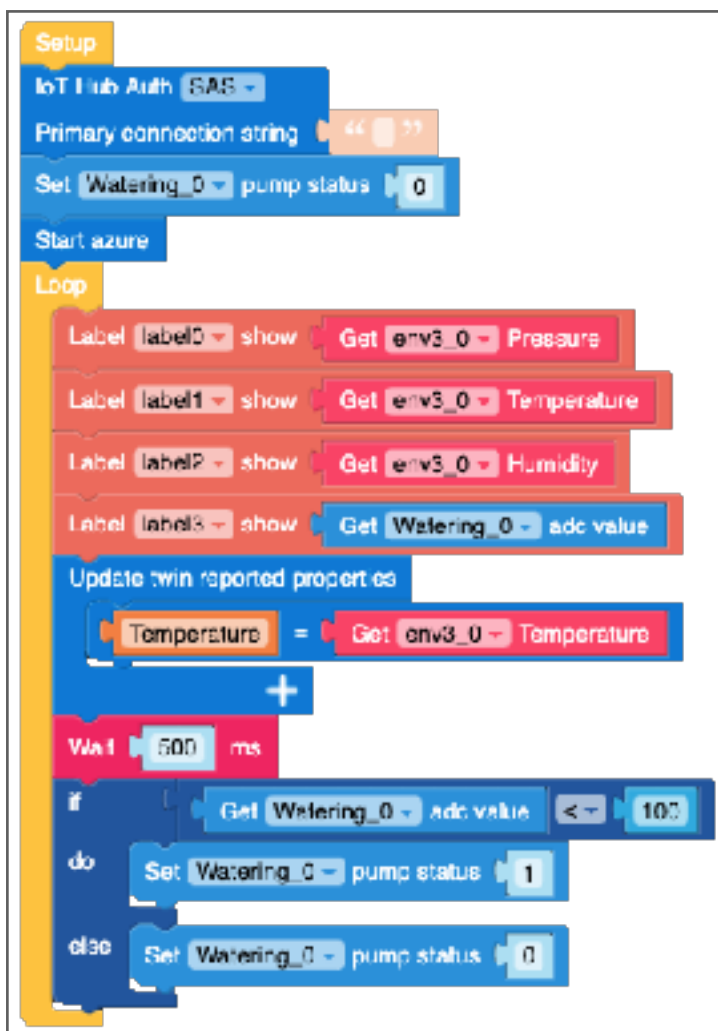 Setup
IoT Hub Auth SAS
Primary connection string “ ”
Set Watering_0 pump status 0
Start azure
Loop
Label label0 show Get env3_0 Pressure
Label label1 show Get env3_0 Temperature
Label label2 show Get env3_0 Humidity
Label label3 show Get Watering_0 adc value
Update twin reported properties
Temperature = Get env3_0 Temperature
+
Wait 500 ms
if Get Watering_0 adc value < 100
do Set Watering_0 pump status 1
else Set Watering_0 pump status 0